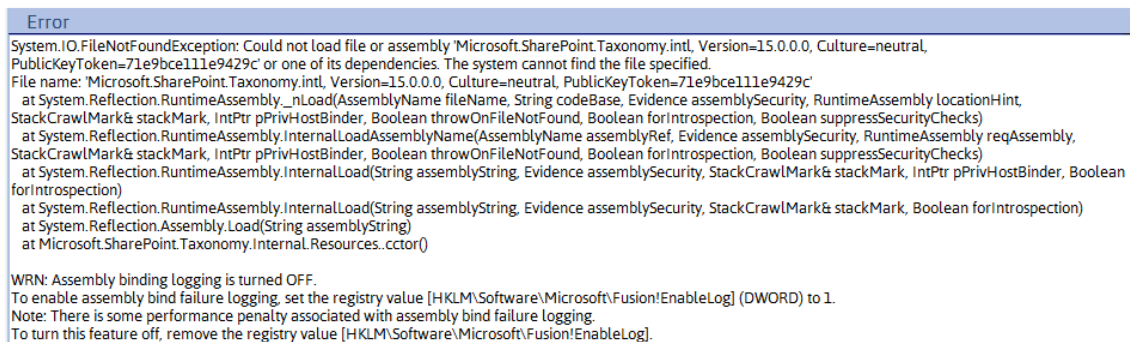 Error
System.IO.FileNotFoundException: Could not load file or assembly 'Microsoft.SharePoint.Taxonomy.intl, Version=15.0.0.0, Culture=neutral,
PublicKeyToken=71e9bce111e9429c' or one of its dependencies. The system cannot find the file specified.
File name: 'Microsoft.SharePoint.Taxonomy.intl, Version=15.0.0.0, Culture=neutral, PublicKeyToken=71e9bce111e9429c'
at System.Reflection.RuntimeAssembly._nLoad(AssemblyName fileName, String codeBase, Evidence assemblySecurity, RuntimeAssembly locationHint,
StackCrawlMark& stackMark, IntPtr pPrivHostBinder, Boolean throwOnFileNotFound, Boolean forIntrospection, Boolean suppressSecurityChecks)
at System.Reflection.RuntimeAssembly.InternalLoadAssemblyName(AssemblyName assemblyRef, Evidence assemblySecurity, RuntimeAssembly reqAssembly,
StackCrawlMark& stackMark, IntPtr pPrivHostBinder, Boolean throwOnFileNotFound, Boolean forIntrospection, Boolean suppressSecurityChecks)
at System.Reflection.RuntimeAssembly.InternalLoad(String assemblyString, Evidence assemblySecurity, StackCrawlMark& stackMark, IntPtr pPrivHostBinder, Boolean
forIntrospection)
at System.Reflection.RuntimeAssembly.InternalLoad(String assemblyString, Evidence assemblySecurity, StackCrawlMark& stackMark, Boolean forIntrospection)
at System.Reflection.Assembly.Load(String assemblyString)
at Microsoft.SharePoint.Taxonomy.Internal.Resources..cctor()
WRN: Assembly binding logging is turned OFF.
To enable assembly bind failure logging, set the registry value [HKLM\Software\Microsoft\Fusion!EnableLog] (DWORD) to 1.
Note: There is some performance penalty associated with assembly bind failure logging.
To turn this feature off, remove the registry value [HKLM\Software\Microsoft\Fusion!EnableLog].